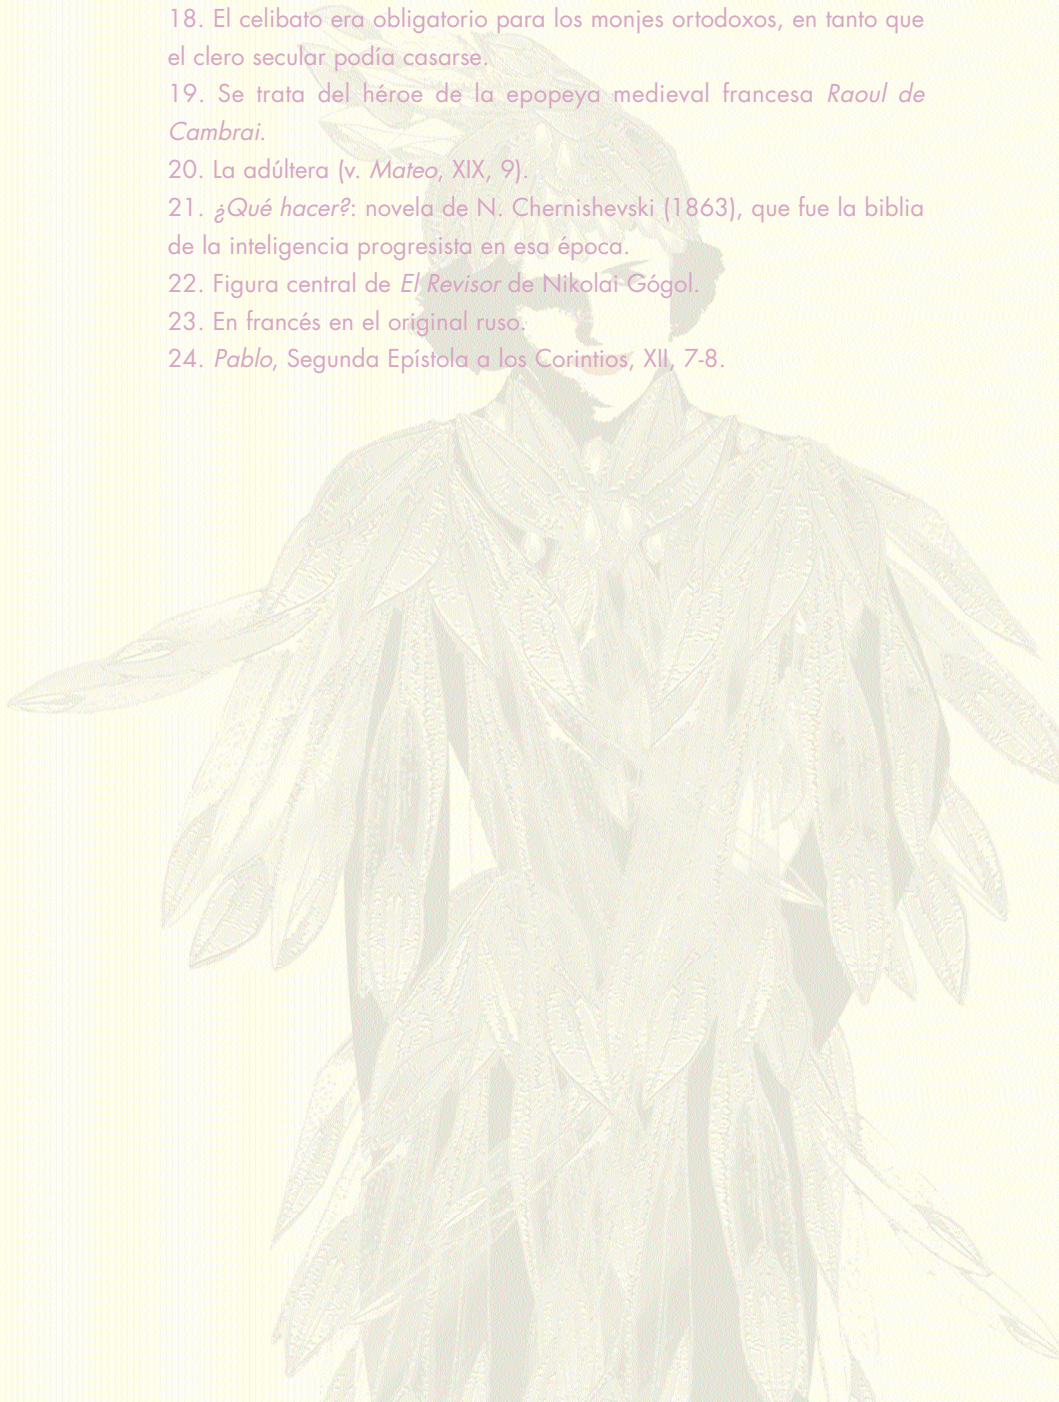 18. El celibato era obligatorio para los monjes ortodoxos, en tanto que
el clero secular podía casarse.
19. Se trata del héroe de la epopeya medieval francesa Raoul de
Cambrai.
20. La adúltera (v. Mateo, XIX, 9).
21. ¿Qué hacer?: novela de N. Chernishevski (1863), que fue la biblia
de la inteligencia progresista en esa época.
22. Figura central de El Revisor de Nikolai Gógol.
23. En francés en el original ruso.
24. Pablo, Segunda Epístola a los Corintios, XII, 7-8.